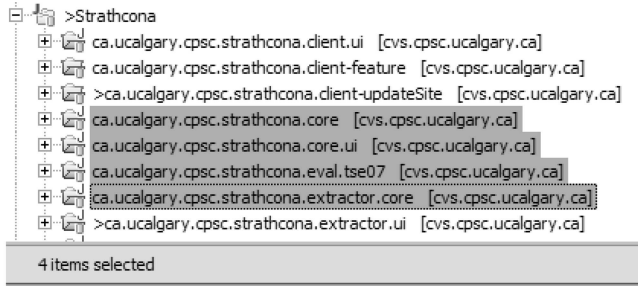 >Strathcona
ca.ucalgary.cpsc.strathcona.client.ui [cvs.cpsc.ucalgary.ca]
ca.ucalgary.cpsc.strathcona.client-feature [cvs.cpsc.ucalgary.ca]
>ca.ucalgary.cpsc.strathcona.client-updateSite [cvs.cpsc.ucalgary.ca]
ca.ucalgary.cpsc.strathcona.core [cvs.cpsc.ucalgary.ca]
ca.ucalgary.cpsc.strathcona.core.ui [cvs.cpsc.ucalgary.ca]
ca.ucalgary.cpsc.strathcona.eval.tse07 [cvs.cpsc.ucalgary.ca]
ca.ucalgary.cpsc.strathcona.extractor.core [cvs.cpsc.ucalgary.ca]
>ca.ucalgary.cpsc.strathcona.extractor.ui [cvs.cpsc.ucalgary.ca]
4 items selected